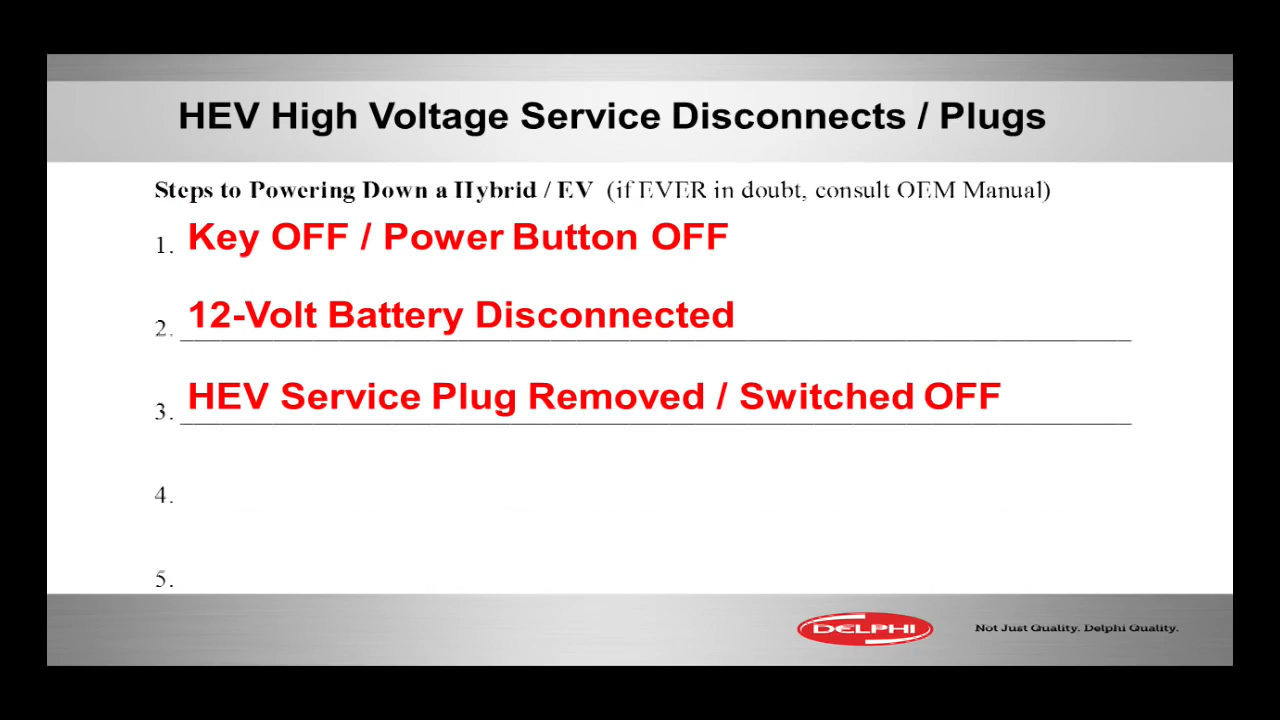 HEV High Voltage Service Disconnects / Plugs
Steps to Powering Down a Hybrid / EV (if EVER in doubt, consult OEM Manual)
1. Key OFF / Power Button OFF
2. 12-Volt Battery Disconnected
3. HEV Service Plug Removed / Switched OFF
4.
5.
DELPHI Not Just Quality. Delphi Quality.